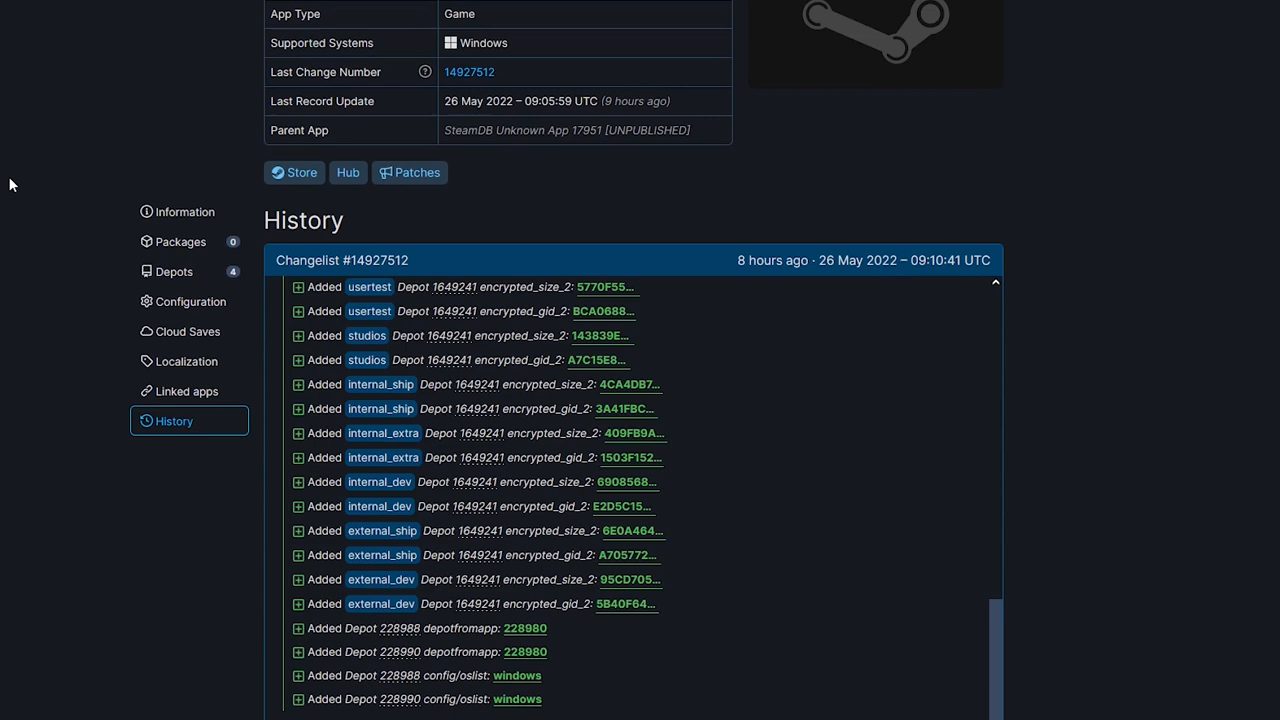 App Type Game
Supported Systems Windows
Last Change Number ? 14927512
Last Record Update 26 May 2022 – 09:05:59 UTC (9 hours ago)
Parent App SteamDB Unknown App 17951 [UNPUBLISHED]
Store Hub Patches
Information
Packages 0
Depots 4
Configuration
Cloud Saves
Localization
Linked apps
History
History
Changelist #14927512 8 hours ago · 26 May 2022 – 09:10:41 UTC
Added usertest Depot 1649241 encrypted_size_2: 5770F55...
Added usertest Depot 1649241 encrypted_gid_2: BCA0688...
Added studios Depot 1649241 encrypted_size_2: 143839E...
Added studios Depot 1649241 encrypted_gid_2: A7C15E8...
Added internal_ship Depot 1649241 encrypted_size_2: 4CA4DB7...
Added internal_ship Depot 1649241 encrypted_gid_2: 3A41FBC...
Added internal_extra Depot 1649241 encrypted_size_2: 409FB9A...
Added internal_extra Depot 1649241 encrypted_gid_2: 1503F152...
Added internal_dev Depot 1649241 encrypted_size_2: 6908568...
Added internal_dev Depot 1649241 encrypted_gid_2: E2D5C15...
Added external_ship Depot 1649241 encrypted_size_2: 6E0A464...
Added external_ship Depot 1649241 encrypted_gid_2: A705772...
Added external_dev Depot 1649241 encrypted_size_2: 95CD705...
Added external_dev Depot 1649241 encrypted_gid_2: 5B40F64...
Added Depot 228988 depotfromapp: 228980
Added Depot 228990 depotfromapp: 228980
Added Depot 228988 config/oslist: windows
Added Depot 228990 config/oslist: windows